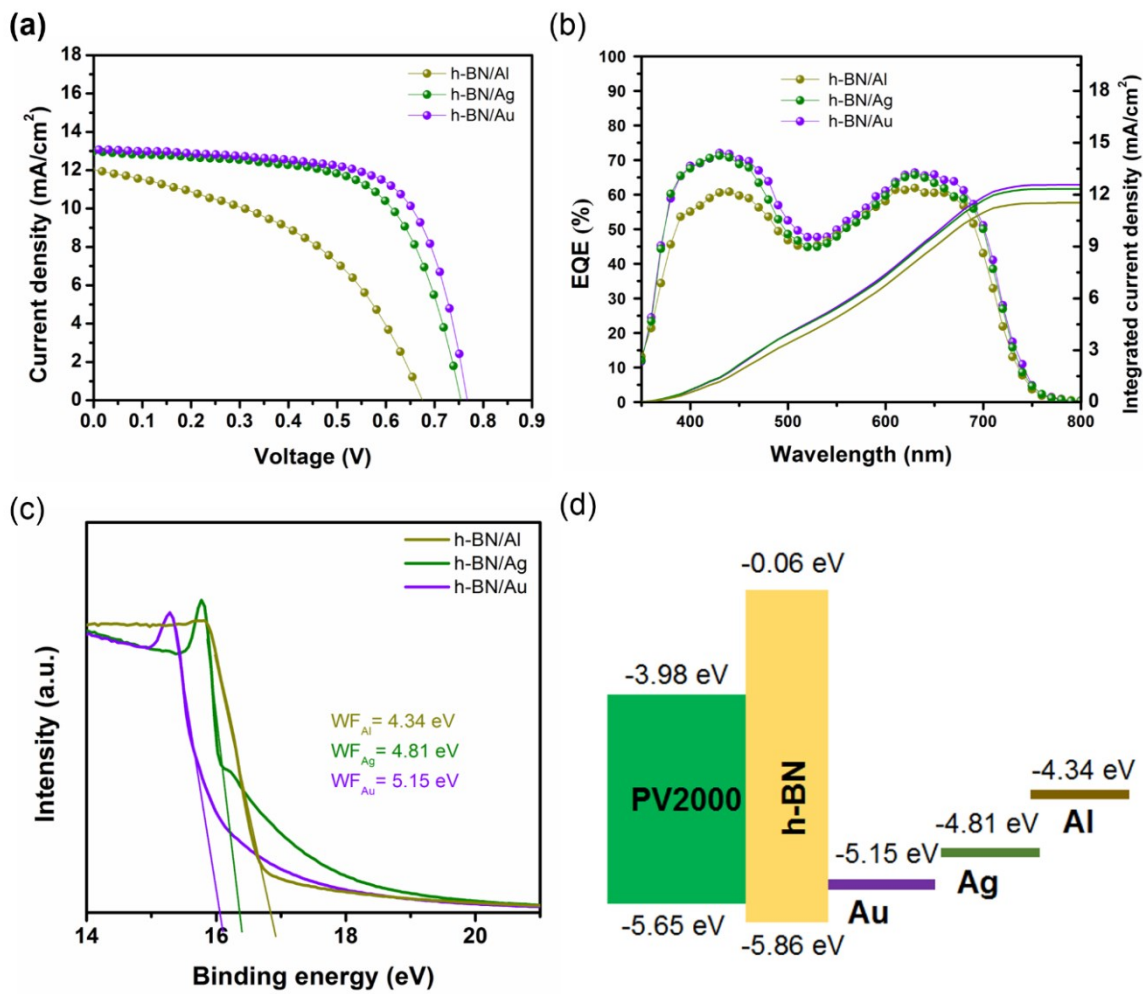 (a)
18
16
14
12
10
8
6
4
2
0
Current density (mA/cm²)
h-BN/Al
h-BN/Ag
h-BN/Au
0.0 0.1 0.2 0.3 0.4 0.5 0.6 0.7 0.8 0.9
Voltage (V)
(b)
100
90
80
70
60
50
40
30
20
10
0
EQE (%)
h-BN/Al
h-BN/Ag
h-BN/Au
18
15
12
9
6
3
0
Integrated current density (mA/cm²)
400 500 600 700 800
Wavelength (nm)
(c)
Intensity (a.u.)
h-BN/Al
h-BN/Ag
h-BN/Au
WF_Al= 4.34 eV
WF_Ag= 4.81 eV
WF_Au= 5.15 eV
14 16 18 20
Binding energy (eV)
(d)
-0.06 eV
-3.98 eV
PV2000
h-BN
-4.34 eV
Al
-4.81 eV
Ag
-5.15 eV
Au
-5.65 eV
-5.86 eV